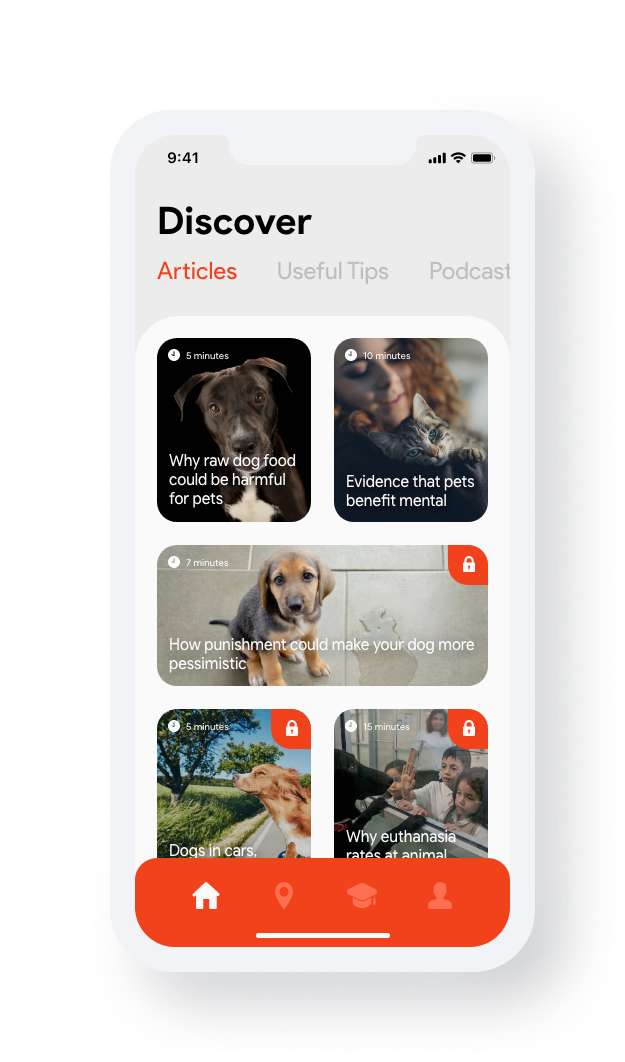 9:41
Discover
Articles Useful Tips Podcast
5 minutes
Why raw dog food
could be harmful
for pets
10 minutes
Evidence that pets
benefit mental
7 minutes
How punishment could make your dog more
pessimistic
5 minutes
Dogs in cars,
15 minutes
Why euthanasia
rates at animal